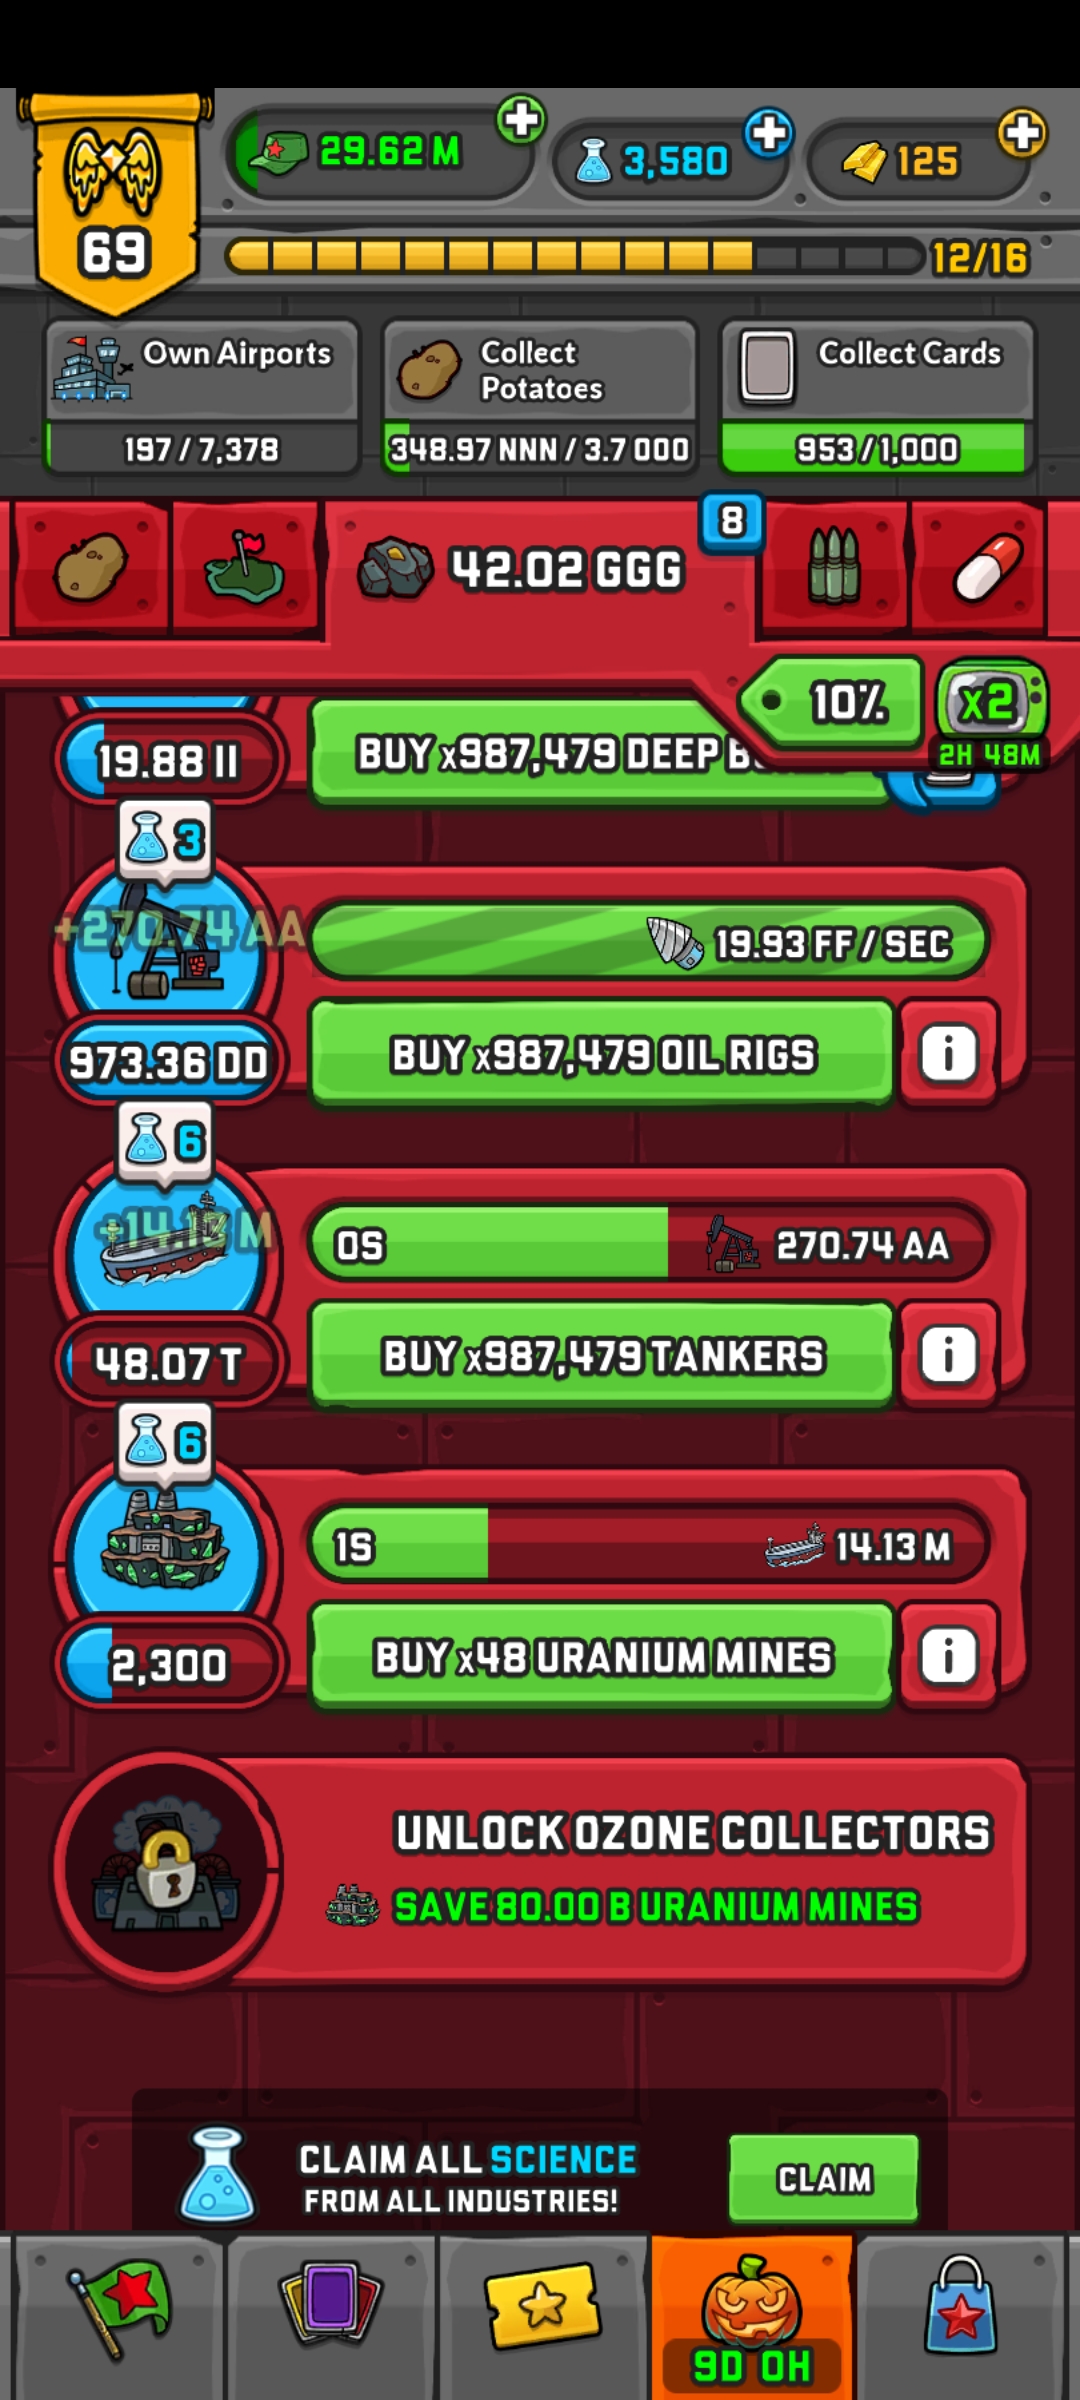 29.62 M
3,580
125
69
12/16
Own Airports
197 / 7,378
Collect
Potatoes
348.97 NNN / 3.7 OOO
Collect Cards
953 / 1,000
42.02 GGG
8
10%
x2
2H 48M
19.88 II
BUY x987,479 DEEP
3
+270.74 AA
19.93 FF / SEC
973.36 DD
BUY x987,479 OIL RIGS
i
6
+14.13 M
0S
270.74 AA
48.07 T
BUY x987,479 TANKERS
i
6
1S
14.13 M
2,300
BUY x48 URANIUM MINES
i
UNLOCK OZONE COLLECTORS
SAVE 80.00 B URANIUM MINES
CLAIM ALL SCIENCE
FROM ALL INDUSTRIES!
CLAIM
9D 0H